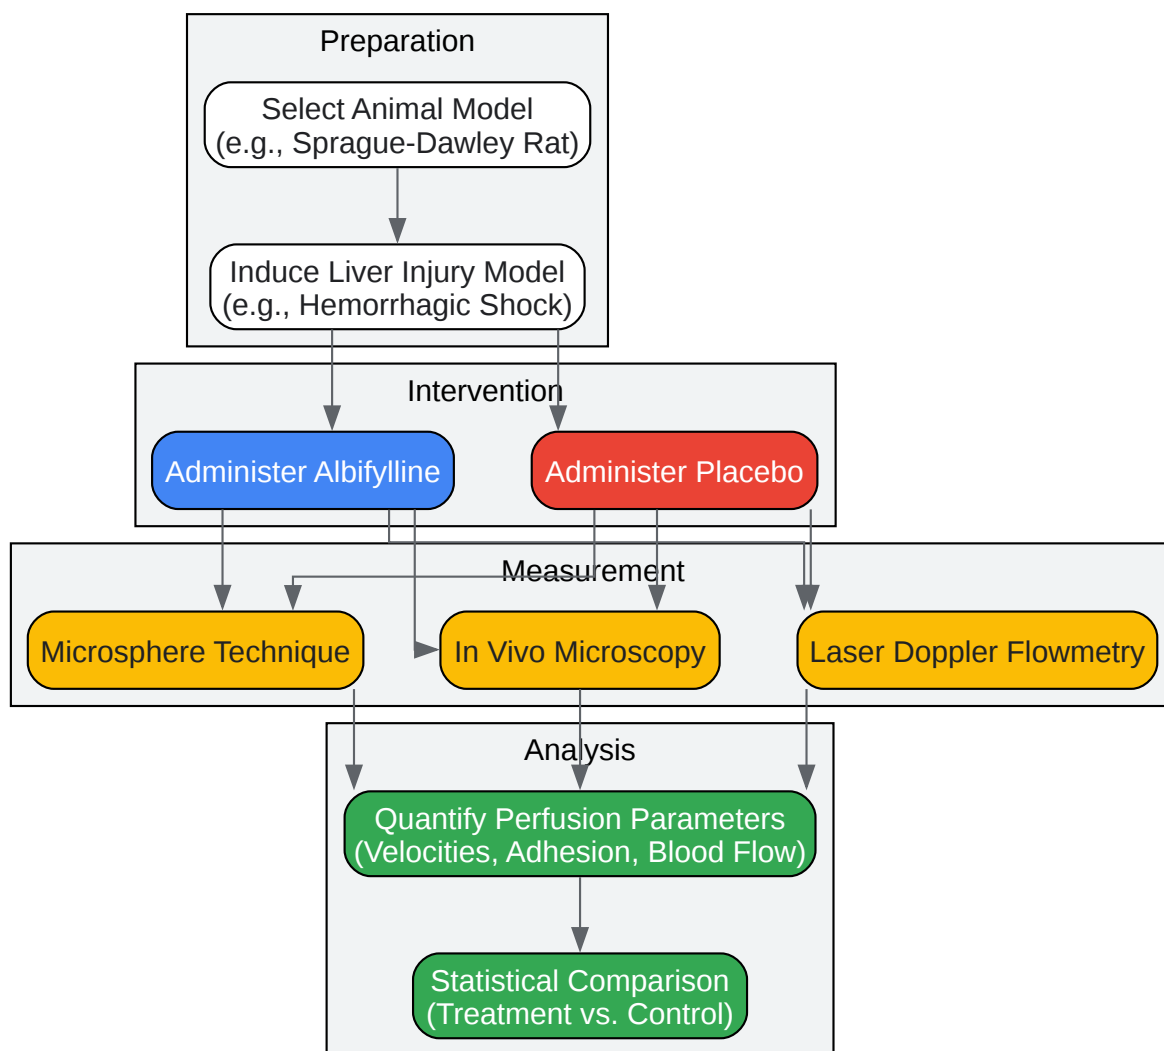 Preparation
Select Animal Model
(e.g., Sprague-Dawley Rat)
Induce Liver Injury Model
(e.g., Hemorrhagic Shock)
Intervention
Administer Albifylline
Administer Placebo
Measurement
Microsphere Technique
In Vivo Microscopy
Laser Doppler Flowmetry
Analysis
Quantify Perfusion Parameters
(Velocities, Adhesion, Blood Flow)
Statistical Comparison
(Treatment vs. Control)